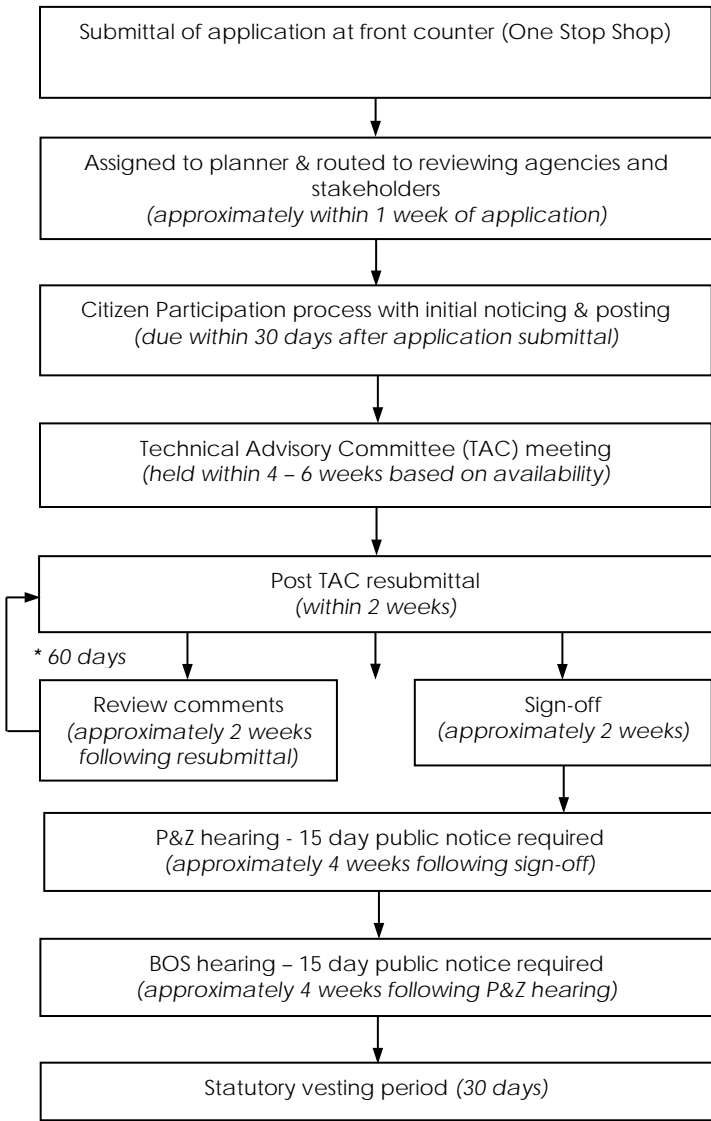 Submittal of application at front counter (One Stop Shop)
Assigned to planner & routed to reviewing agencies and
stakeholders
(approximately within 1 week of application)
Citizen Participation process with initial noticing & posting
(due within 30 days after application submittal)
Technical Advisory Committee (TAC) meeting
(held within 4 – 6 weeks based on availability)
Post TAC resubmittal
(within 2 weeks)
* 60 days
Review comments
(approximately 2 weeks
following resubmittal)
Sign-off
(approximately 2 weeks)
P&Z hearing - 15 day public notice required
(approximately 4 weeks following sign-off)
BOS hearing – 15 day public notice required
(approximately 4 weeks following P&Z hearing)
Statutory vesting period (30 days)